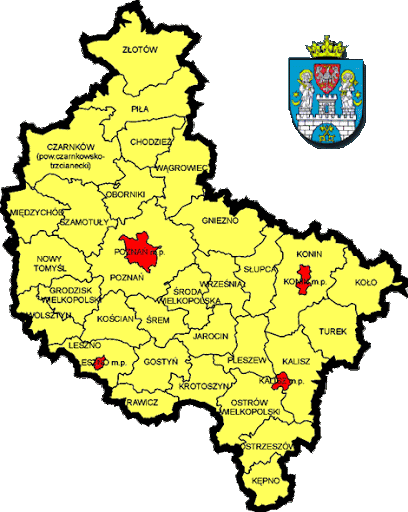 ZŁOTÓW
PIŁA
CZARNKÓW
(pow.czarnkowsko-
trzcianecki)
CHODZIEŻ
WĄGROWIEC
OBORNIKI
MIĘDZYCHÓD
SZAMOTUŁY
GNIEZNO
POZNAŃ m.p.
NOWY
TOMYŚL
POZNAŃ
SŁUPCA
KONIN
KONIN m.p.
KOŁO
GRODZISK
WIELKOPOLSKI
ŚRODA
WIELKOPOLSKA
WRZEŚNIA
WOLSZTYN
KOŚCIAN
ŚREM
JAROCIN
TUREK
LESZNO
LESZNO m.p.
GOSTYŃ
PLESZEW
KALISZ
KALISZ m.p.
KROTOSZYN
RAWICZ
OSTRÓW
WIELKOPOLSKI
OSTRZESZÓW
KĘPNO